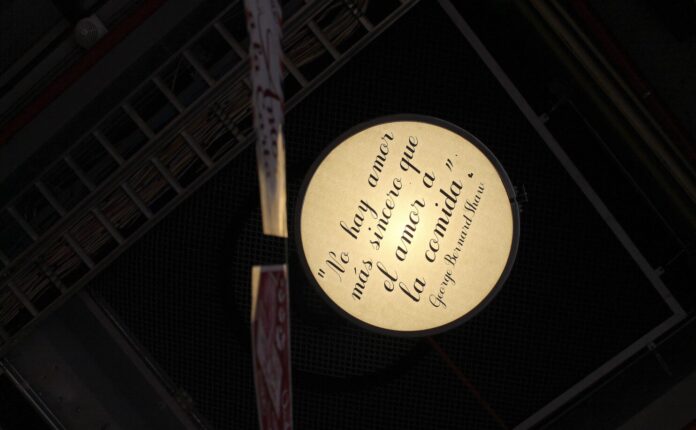 "No hay amor
más sincero que
el amor á
la comida".
George Bernard Shaw